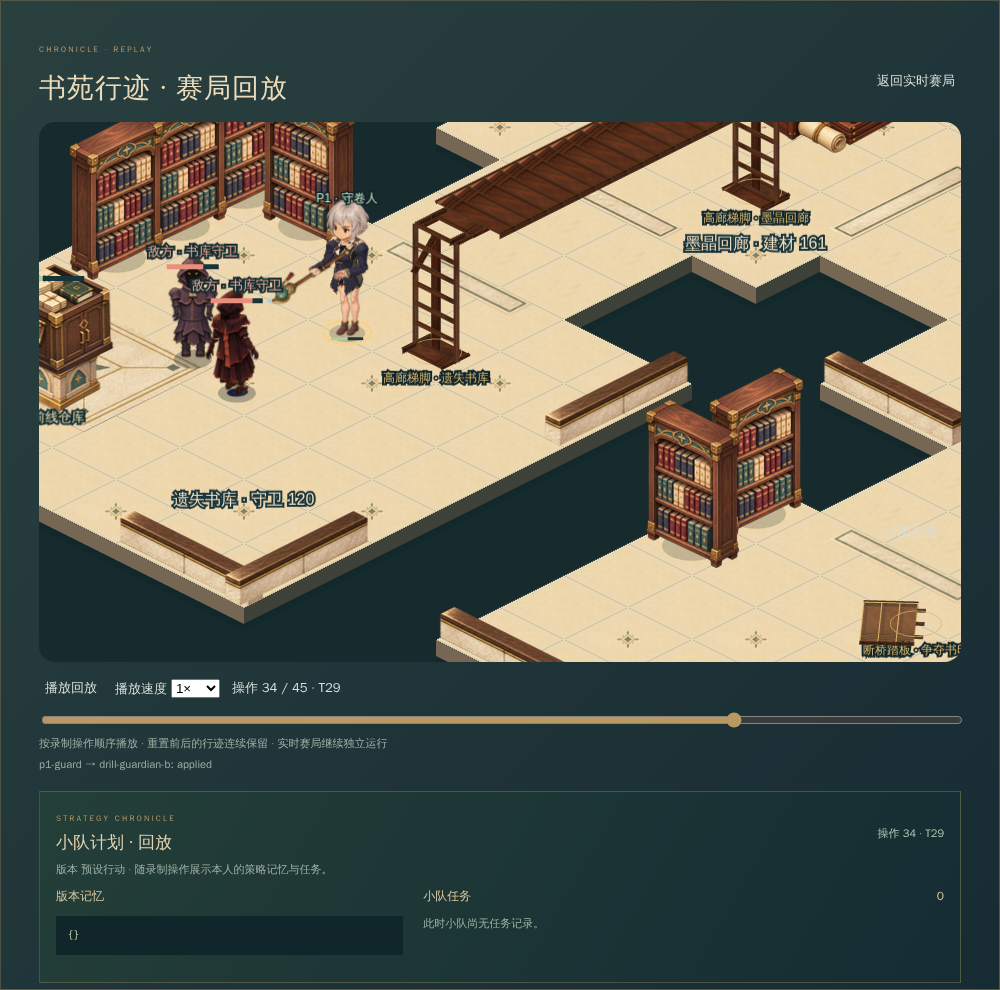 CHRONICLE · REPLAY
书苑行迹 · 赛局回放
返回实时赛局
P1 · 守卷人
敌方 · 书库守卫
敌方 · 书库守卫
高廊梯脚 · 墨晶回廊
墨晶回廊 · 建材 161
高廊梯脚 · 遗失书库
线仓库
遗失书库 · 守卫 120
断桥踏板 · 争夺书
播放回放
播放速度 1×
操作 34 / 45 · T29
按录制操作顺序播放 · 重置前后的行迹连续保留 · 实时赛局继续独立运行
p1-guard → drill-guardian-b: applied
STRATEGY CHRONICLE
小队计划 · 回放
操作 34 · T29
版本 预设行动 · 随录制操作展示本人的策略记忆与任务。
版本记忆
小队任务
0
{}
此时小队尚无任务记录。